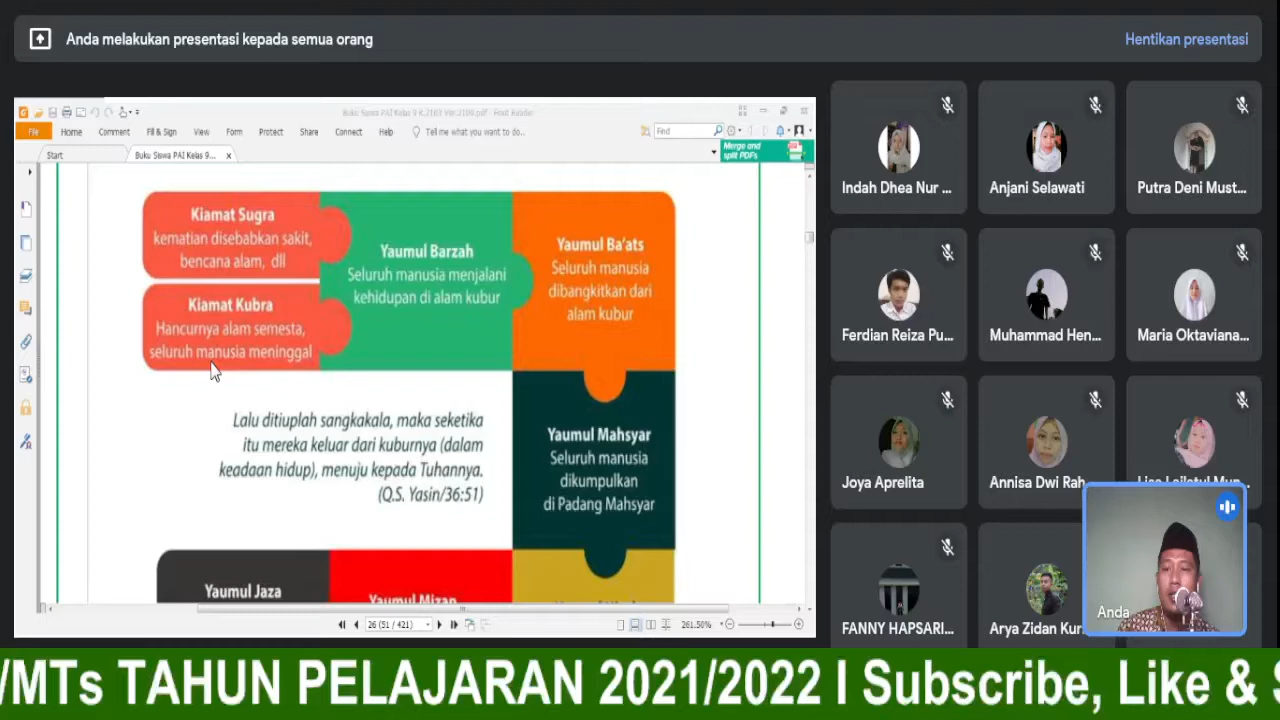 Anda melakukan presentasi kepada semua orang
Hentikan presentasi
Buku Siswa PAI Kelas 9
File Home Comment Fill & Sign View Form Protect Share Connect Help Tell me what you want to do..
Find
Start
Buku Siswa PAI Kelas 9...
Merge and
split PDFs
Kiamat Sugra
kematian disebabkan sakit,
bencana alam, dll
Kiamat Kubra
Hancurnya alam semesta,
seluruh manusia meninggal
Yaumul Barzah
Seluruh manusia menjalani
kehidupan di alam kubur
Yaumul Ba'ats
Seluruh manusia
dibangkitkan dari
alam kubur
Lalu ditiuplah sangkakala, maka seketika
itu mereka keluar dari kuburnya (dalam
keadaan hidup), menuju kepada Tuhannya.
(Q.S. Yasin/36:51)
Yaumul Mahsyar
Seluruh manusia
dikumpulkan
di Padang Mahsyar
Yaumul Jaza
Yaumul Mizan
26 (51 / 421)
261.58%
Indah Dhea Nur ...
Anjani Selawati
Putra Deni Must...
Ferdian Reiza Pu...
Muhammad Hen...
Maria Oktaviana...
Joya Aprelita
Annisa Dwi Rah
FANNY HAPSARI...
Arya Zidan Kur
Anda
/MTs TAHUN PELAJARAN 2021/2022 I Subscribe, Like & S